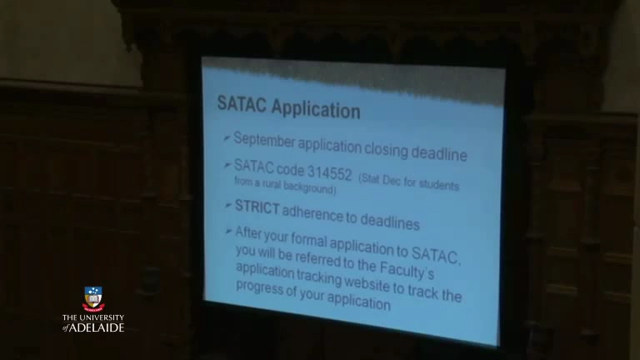 SATAC Application
➢ September application closing deadline
➢ SATAC code 314552 (Stat Dec for students
from a rural background)
➢ STRICT adherence to deadlines
➢ After your formal application to SATAC,
you will be referred to the Faculty's
application tracking website to track the
progress of your application
THE UNIVERSITY
of ADELAIDE